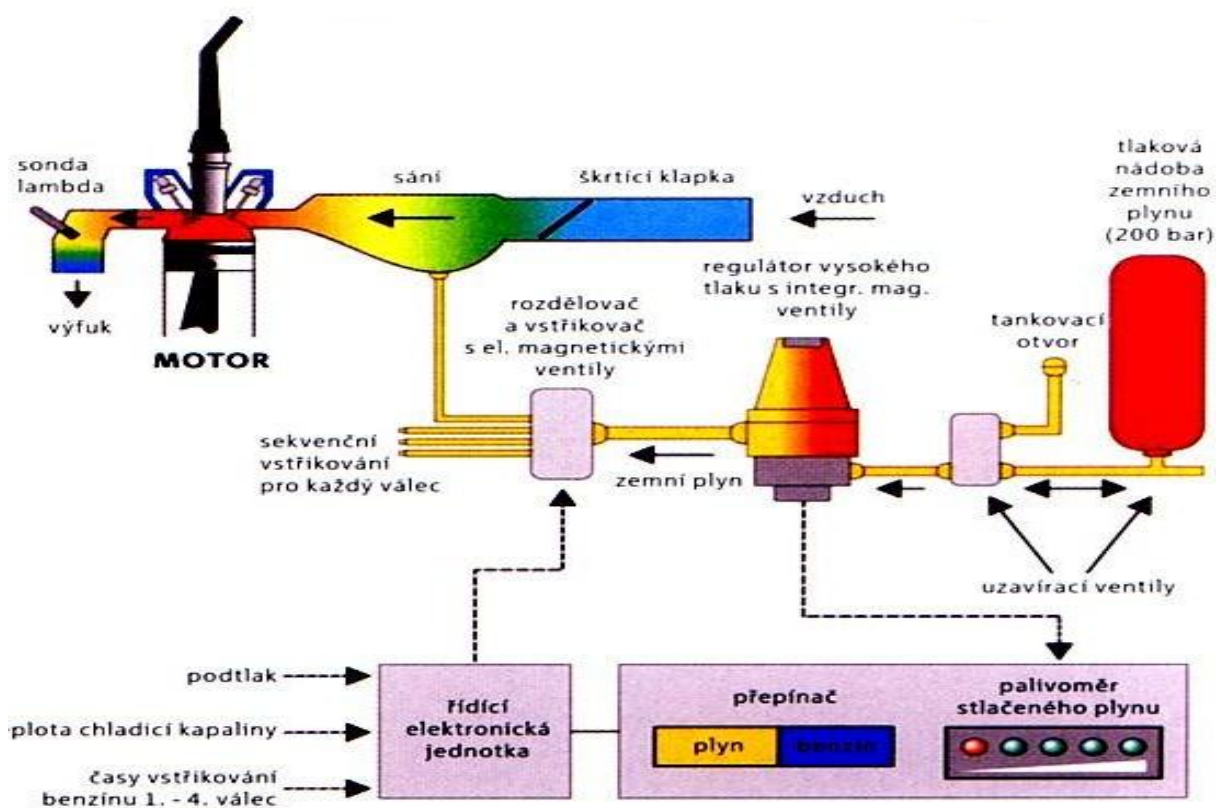 sonda
lambda
sání
škrtící klapka
vzduch
tlaková
nádoba
zemního
plynu
(200 bar)
výfuk
MOTOR
rozdělovač
a vstřikovač
s el. magnetickými
ventily
regulátor vysokého
tlaku s integr. mag.
ventily
tankovací
otvor
sekvenční
vstřikování
pro každý válec
zemní plyn
uzavírací ventily
podtlak
eplota chladicí kapaliny
časy vstřikování
benzínu 1. - 4. válec
řídící
elektronická
jednotka
přepínač
plyn
benzín
palivoměr
stlačeného plynu